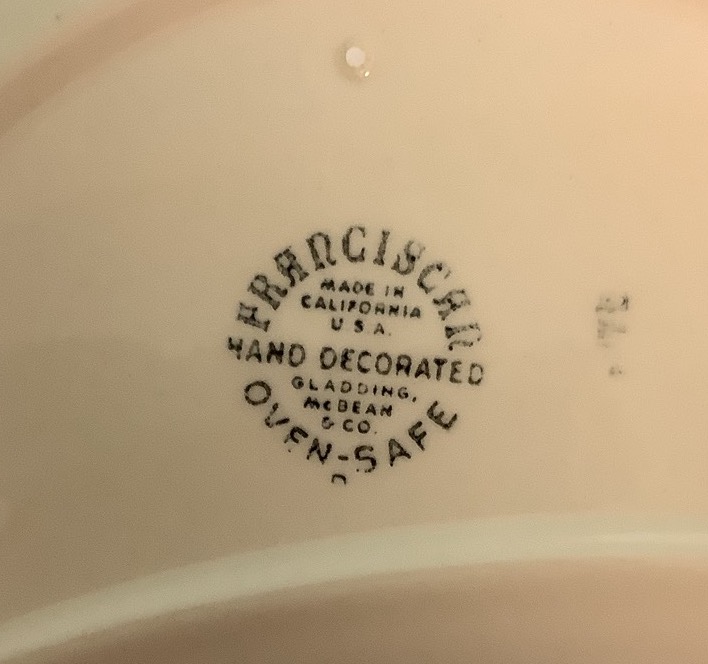 FRANCISCAN
MADE IN
CALIFORNIA
U.S.A.
HAND DECORATED
GLADDING,
McBEAN
& CO.
OVEN-SAFE